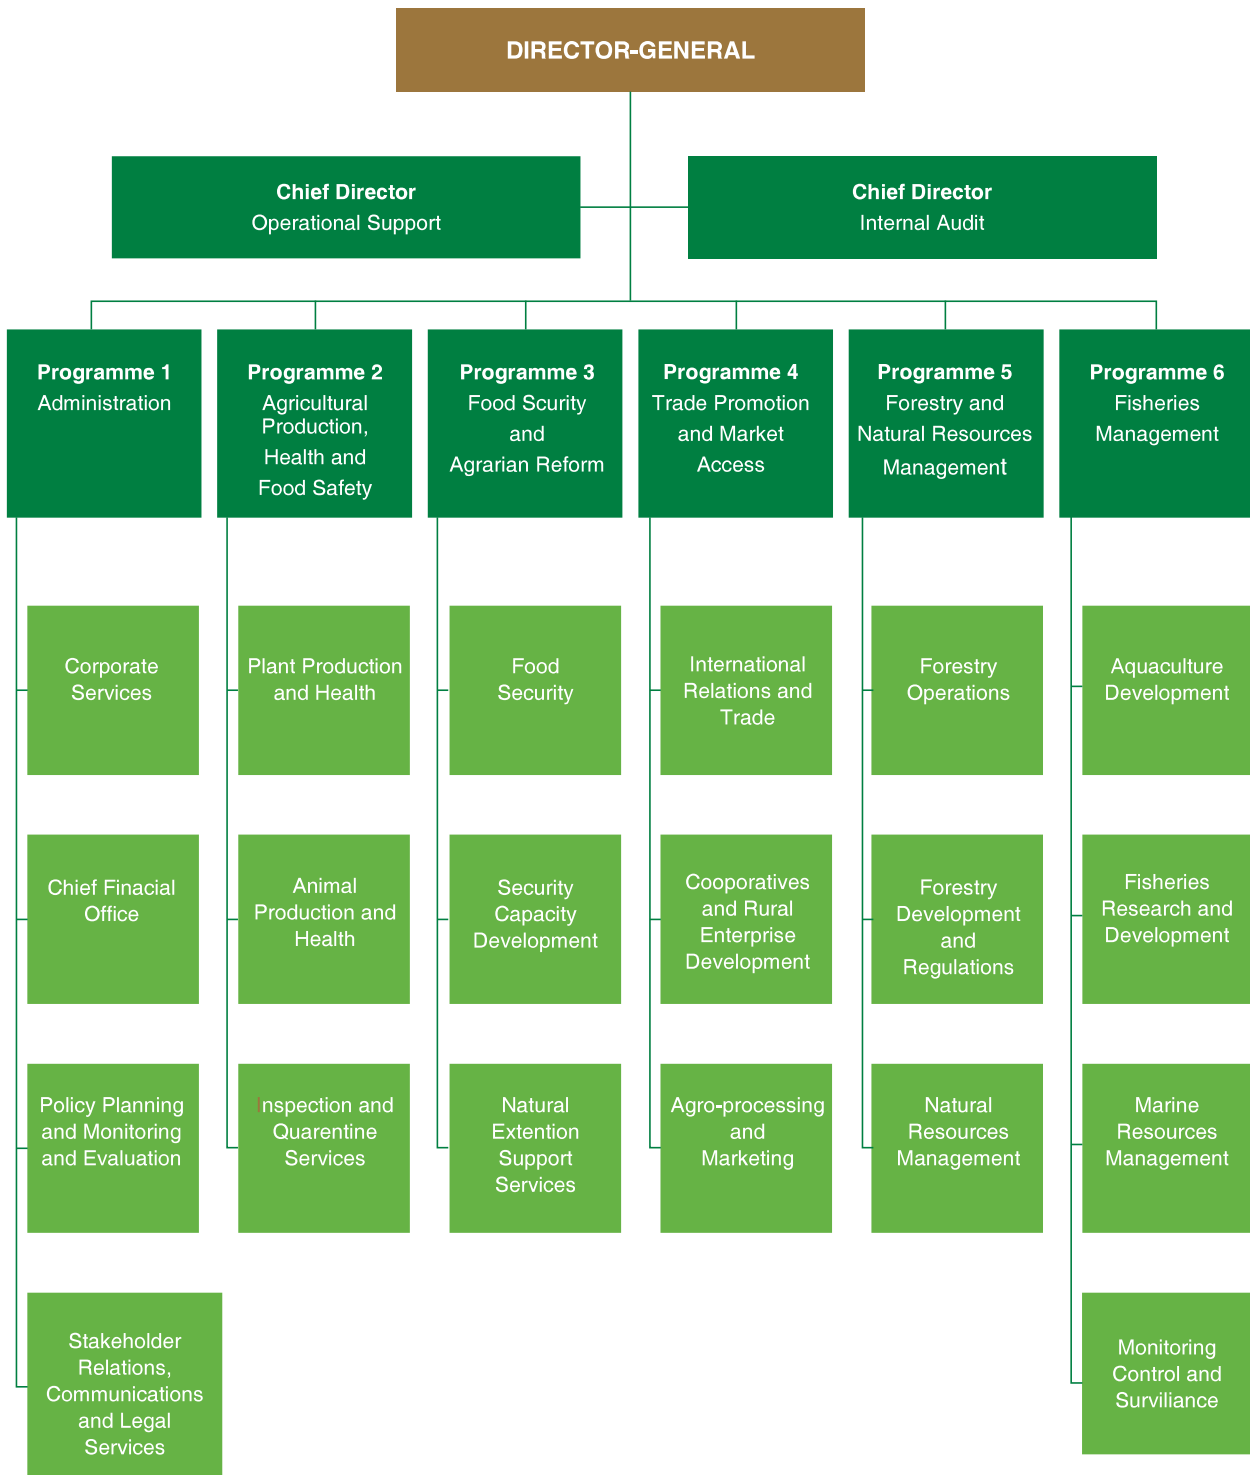 DIRECTOR-GENERAL
Chief Director
Operational Support
Chief Director
Internal Audit
Programme 1
Administration
Programme 2
Agricultural
Production,
Health and
Food Safety
Programme 3
Food Scurity
and
Agrarian Reform
Programme 4
Trade Promotion
and Market
Access
Programme 5
Forestry and
Natural Resources
Management
Programme 6
Fisheries
Management
Corporate
Services
Plant Production
and Health
Food
Security
International
Relations and
Trade
Forestry
Operations
Aquaculture
Development
Chief Finacial
Office
Animal
Production and
Health
Security
Capacity
Development
Cooporatives
and Rural
Enterprise
Development
Forestry
Development
and
Regulations
Fisheries
Research and
Development
Policy Planning
and Monitoring
and Evaluation
Inspection and
Quarentine
Services
Natural
Extention
Support
Services
Agro-processing
and
Marketing
Natural
Resources
Management
Marine
Resources
Management
Stakeholder
Relations,
Communications
and Legal
Services
Monitoring
Control and
Surviliance